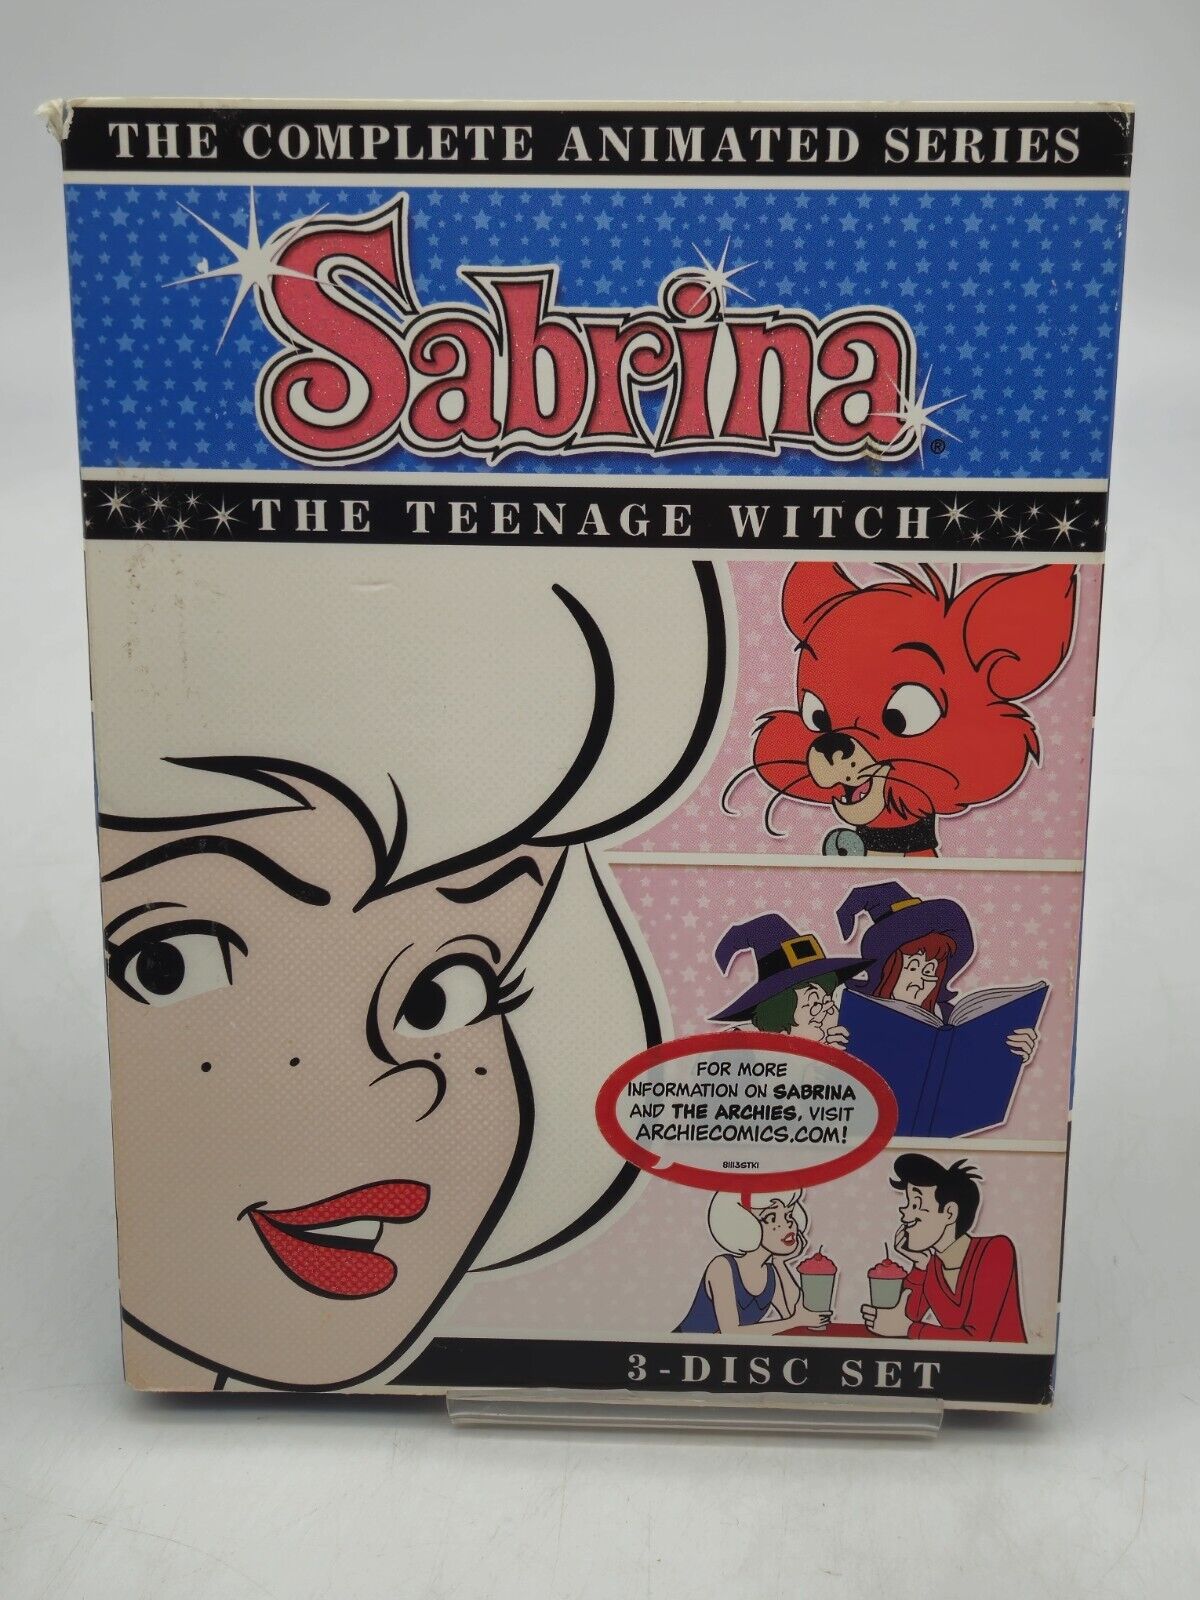 THE COMPLETE ANIMATED SERIES
Sabrina®
THE TEENAGE WITCH
FOR MORE
INFORMATION ON SABRINA
AND THE ARCHIES, VISIT
ARCHIECOMICS.COM!
81113STK1
3-DISC SET